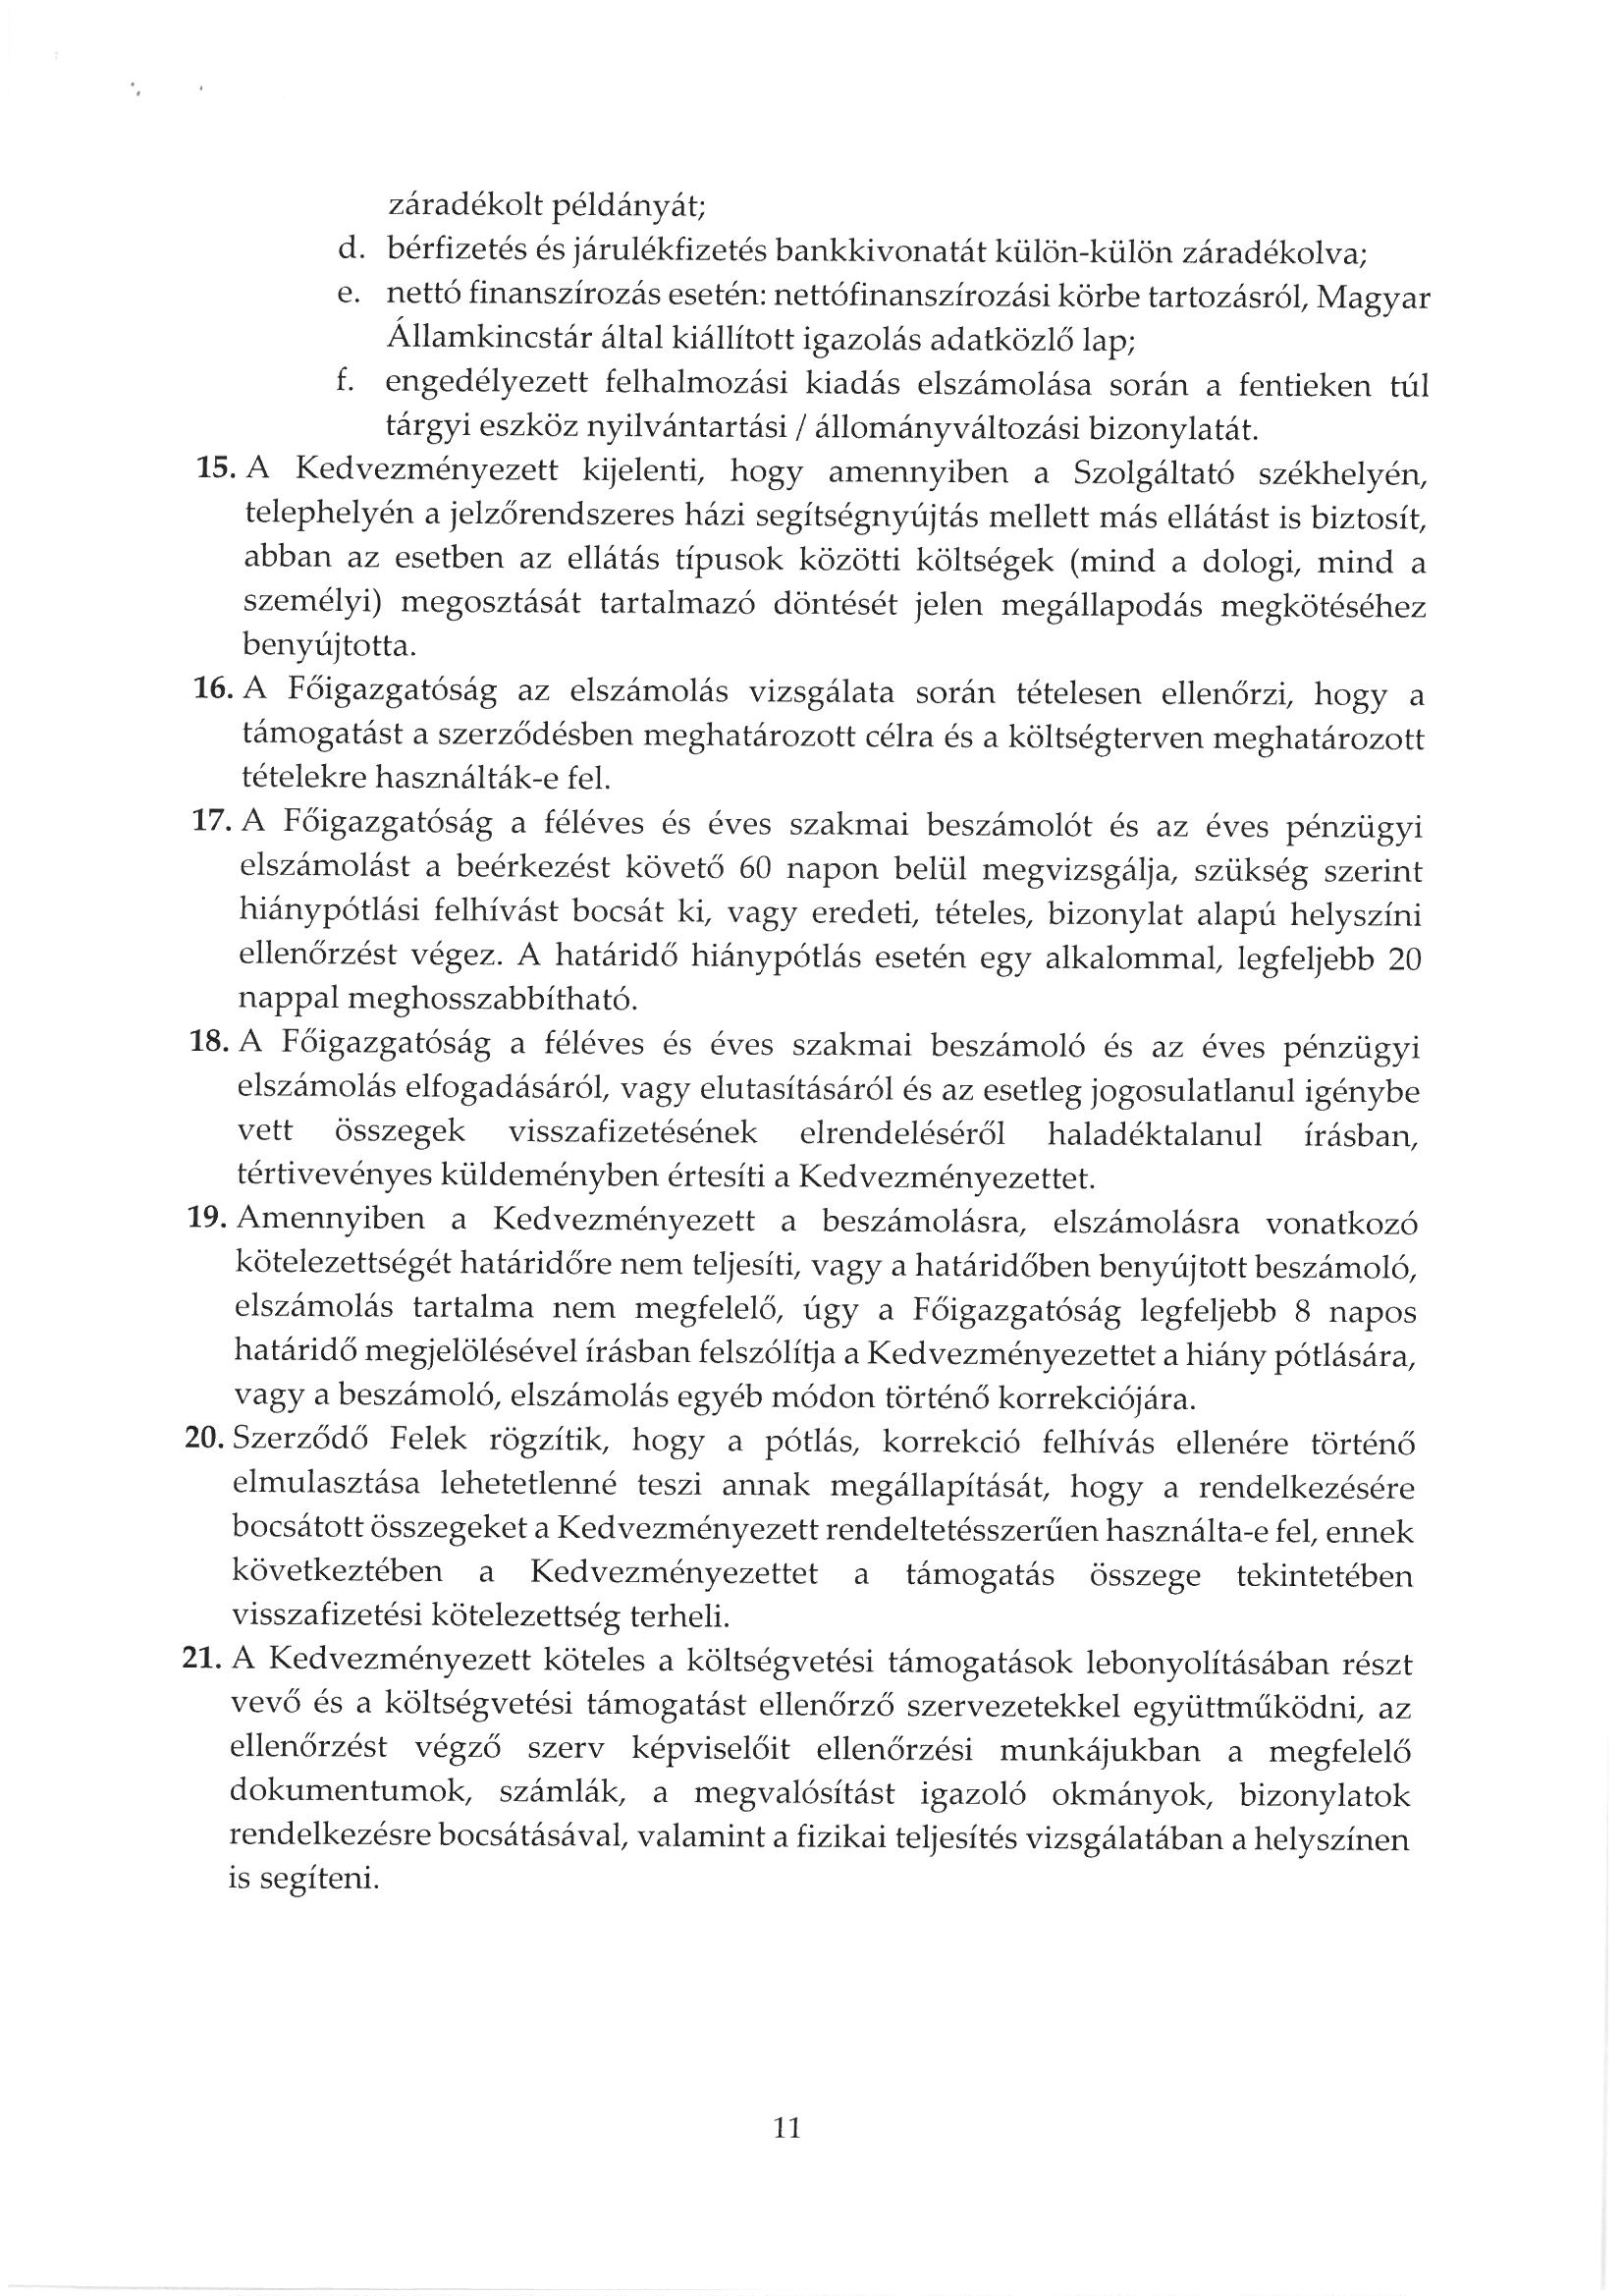 záradékolt példányát;
d. bérfizetés és járulékfizetés bankkivonatát külön-külön záradékolva;
e. nettó finanszírozás esetén: nettófinanszírozási körbe tartozásról, Magyar
Államkincstár által kiállított igazolás adatközlő lap;
f. engedélyezett felhalmozási kiadás elszámolása során a fentieken túl
tárgyi eszköz nyilvántartási / állományváltozási bizonylatát.
15. A Kedvezményezett kijelenti, hogy amennyiben a Szolgáltató székhelyén,
telephelyén a jelzőrendszeres házi segítségnyújtás mellett más ellátást is biztosít,
abban az esetben az ellátás típusok közötti költségek (mind a dologi, mind a
személyi) megosztását tartalmazó döntését jelen megállapodás megkötéséhez
benyújtotta.
16. A Főigazgatóság az elszámolás vizsgálata során tételesen ellenőrzi, hogy a
támogatást a szerződésben meghatározott célra és a költségterven meghatározott
tételekre használták-e fel.
17. A Főigazgatóság a féléves és éves szakmai beszámolót és az éves pénzügyi
elszámolást a beérkezést követő 60 napon belül megvizsgálja, szükség szerint
hiánypótlási felhívást bocsát ki, vagy eredeti, tételes, bizonylat alapú helyszíni
ellenőrzést végez. A határidő hiánypótlás esetén egy alkalommal, legfeljebb 20
nappal meghosszabbítható.
18. A Főigazgatóság a féléves és éves szakmai beszámoló és az éves pénzügyi
elszámolás elfogadásáról, vagy elutasításáról és az esetleg jogosulatlanul igénybe
vett összegek visszafizetésének elrendeléséről haladéktalanul írásban,
tértivevényes küldeményben értesíti a Kedvezményezettet.
19. Amennyiben a Kedvezményezett a beszámolásra, elszámolásra vonatkozó
kötelezettségét határidőre nem teljesíti, vagy a határidőben benyújtott beszámoló,
elszámolás tartalma nem megfelelő, úgy a Főigazgatóság legfeljebb 8 napos
határidő megjelölésével írásban felszólítja a Kedvezményezettet a hiány pótlására,
vagy a beszámoló, elszámolás egyéb módon történő korrekciójára.
20. Szerződő Felek rögzítik, hogy a pótlás, korrekció felhívás ellenére történő
elmulasztása lehetetlenné teszi annak megállapítását, hogy a rendelkezésére
bocsátott összegeket a Kedvezményezett rendeltetésszerűen használta-e fel, ennek
következtében a Kedvezményezettet a támogatás összege tekintetében
visszafizetési kötelezettség terheli.
21. A Kedvezményezett köteles a költségvetési támogatások lebonyolításában részt
vevő és a költségvetési támogatást ellenőrző szervezetekkel együttműködni, az
ellenőrzést végző szerv képviselőit ellenőrzési munkájukban a megfelelő
dokumentumok, számlák, a megvalósítást igazoló okmányok, bizonylatok
rendelkezésre bocsátásával, valamint a fizikai teljesítés vizsgálatában a helyszínen
is segíteni.
11